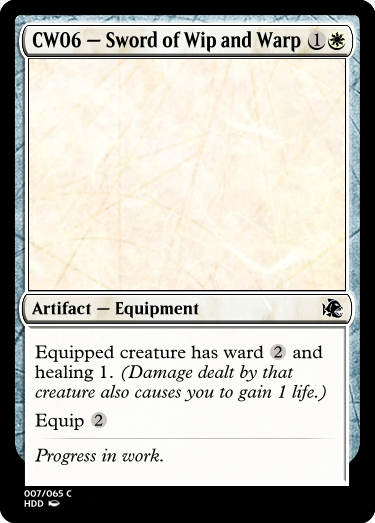 CW06 — Sword of Wip and Warp 1
Artifact — Equipment
Equipped creature has ward 2 and
healing 1. (Damage dealt by that
creature also causes you to gain 1 life.)
Equip 2
Progress in work.
007/065 C
HDD